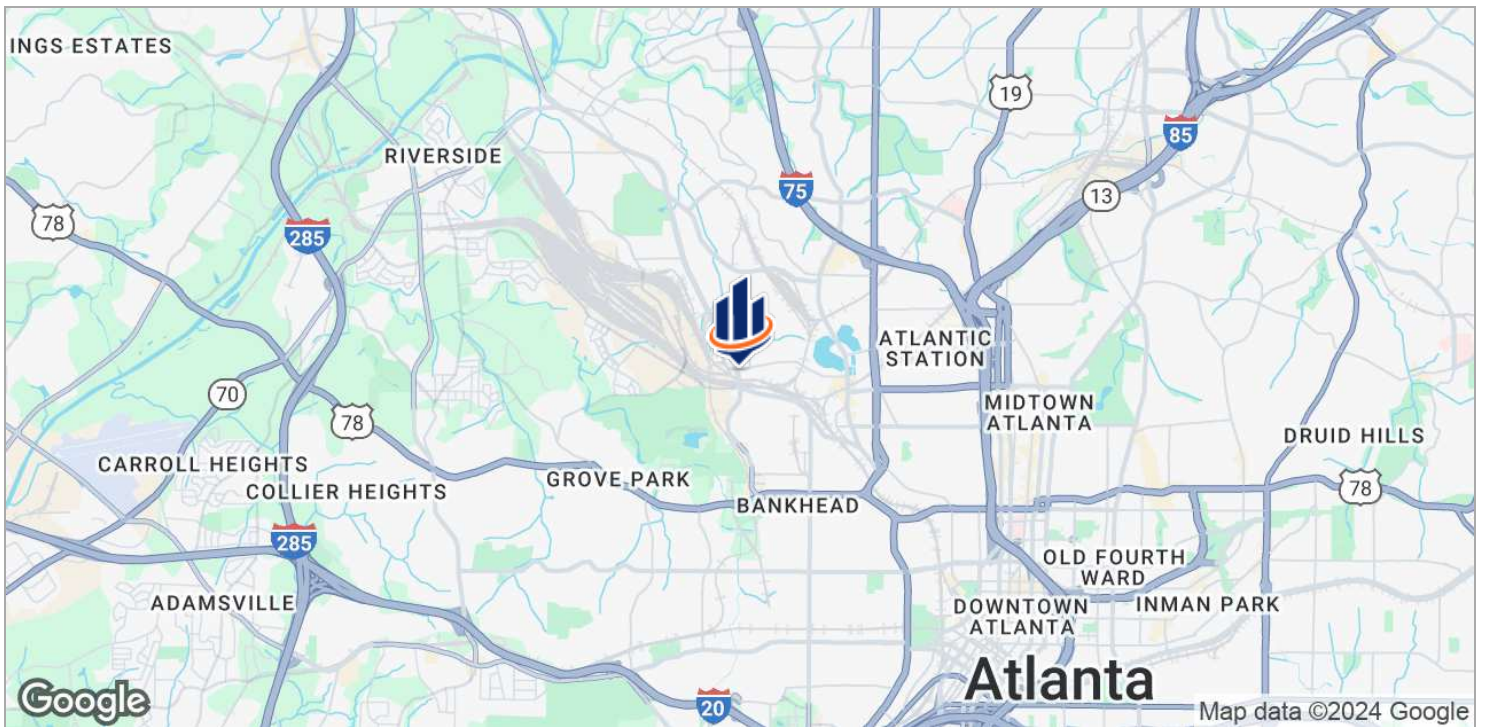 INGS ESTATES
19
85
RIVERSIDE
75
13
78
285
ATLANTIC
STATION
70
78
MIDTOWN
ATLANTA
DRUID HILLS
CARROLL HEIGHTS
GROVE PARK
COLLIER HEIGHTS
78
BANKHEAD
285
OLD FOURTH
WARD
ADAMSVILLE
DOWNTOWN
ATLANTA
INMAN PARK
Atlanta
Google
20
Map data ©2024 Google